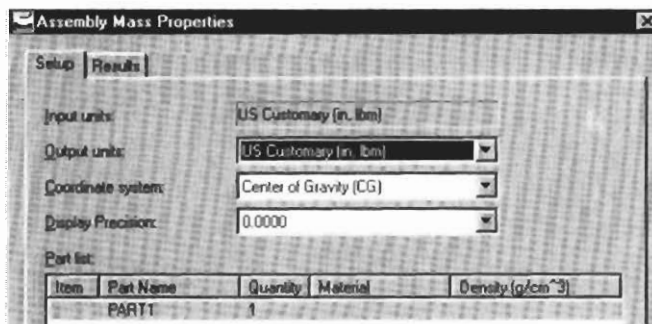 Assembly Mass Properties
Setup Results
Input units: US Customary (in, lbm)
Output units: US Customary (in, lbm)
Coordinate system: Center of Gravity (CG)
Display Precision: 0.0000
Part list:
Item Part Name Quantity Material Density (g/cm^3)
PART1 1